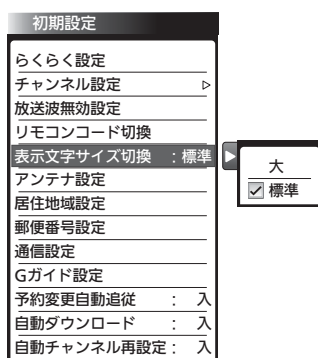 初期設定
らくらく設定
チャンネル設定
放送波無効設定
リモコンコード切換
表示文字サイズ切換 : 標準
アンテナ設定
居住地域設定
郵便番号設定
通信設定
Gガイド設定
予約変更自動追従 : 入
自動ダウンロード : 入
自動チャンネル再設定 : 入
大
標準